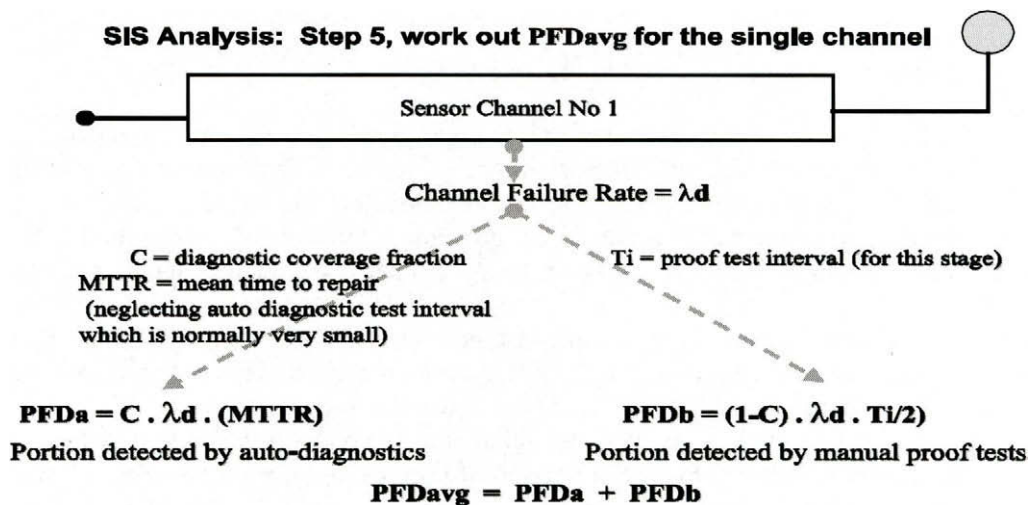 SIS Analysis: Step 5, work out PFDavg for the single channel
Sensor Channel No 1
Channel Failure Rate = λd
C = diagnostic coverage fraction
MTTR = mean time to repair
(neglecting auto diagnostic test interval
which is normally very small)
Ti = proof test interval (for this stage)
PFDa = C . λd . (MTTR)
Portion detected by auto-diagnostics
PFDb = (1-C) . λd . Ti/2)
Portion detected by manual proof tests
PFDavg = PFDa + PFDb